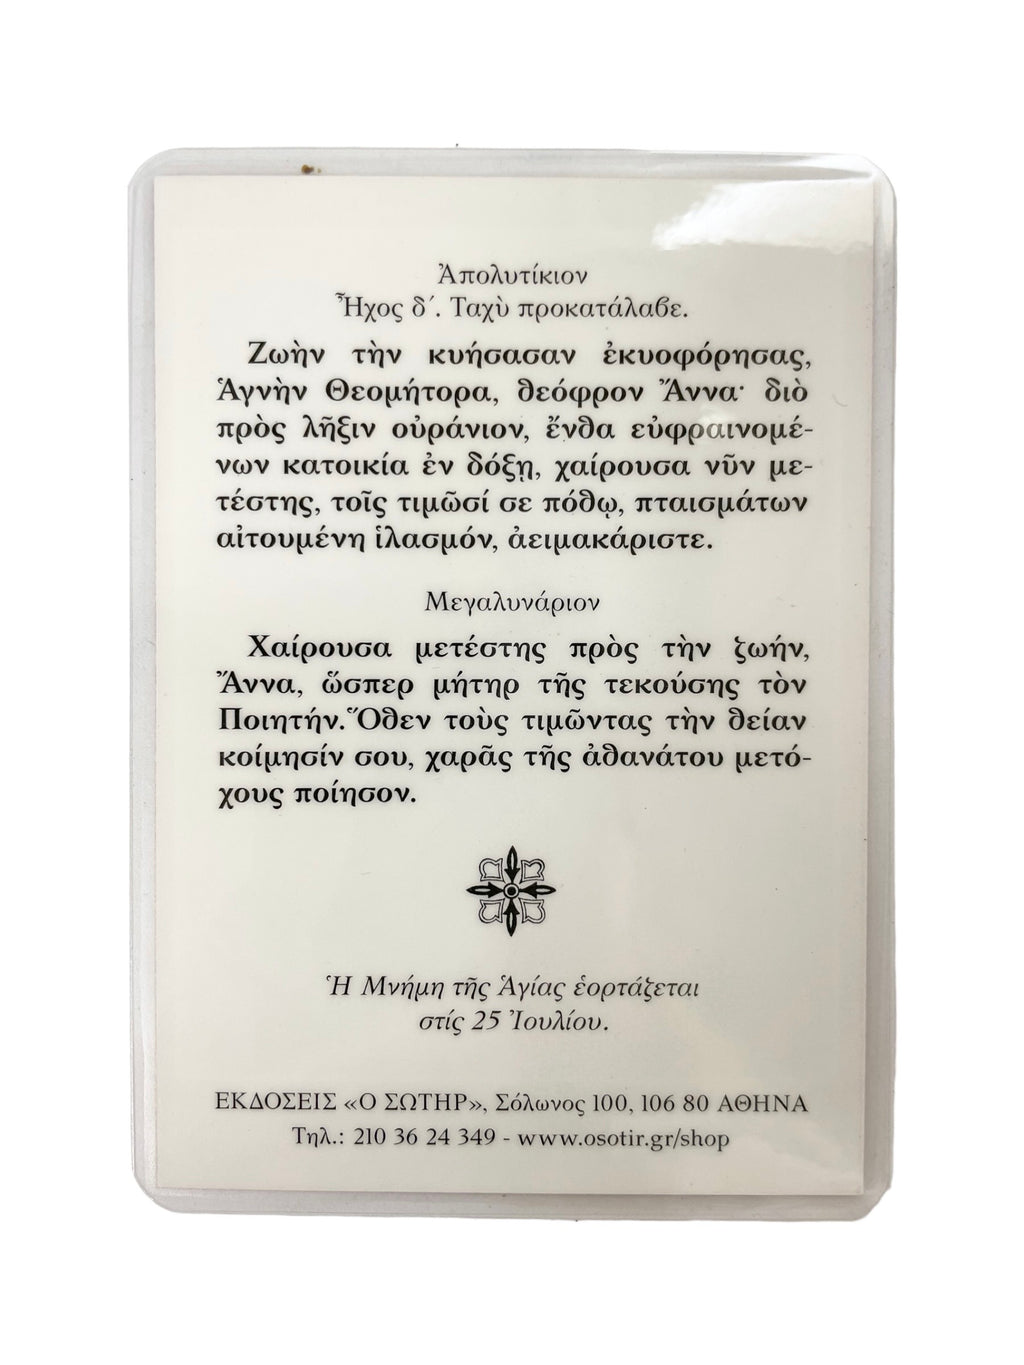 Ἀπολυτίκιον
Ἦχος δ΄. Ταχὺ προκατάλαβε.
Ζωὴν τὴν κυήσασαν ἐκυοφόρησας,
Ἁγνὴν Θεομήτορα, θεόφρον Ἄννα· διὸ
πρὸς λῆξιν οὐράνιον, ἔνθα εὐφραινομέ-
νων κατοικία ἐν δόξῃ, χαίρουσα νῦν με-
τέστης, τοῖς τιμῶσί σε πόθῳ, πταισμάτων
αἰτουμένη ἱλασμόν, ἀειμακάριστε.
Μεγαλυνάριον
Χαίρουσα μετέστης πρὸς τὴν ζωήν,
Ἄννα, ὥσπερ μήτηρ τῆς τεκούσης τὸν
Ποιητήν. Ὅθεν τοὺς τιμῶντας τὴν θείαν
κοίμησίν σου, χαρᾶς τῆς ἀθανάτου μετό-
χους ποίησον.
Ἡ Μνήμη τῆς Ἁγίας ἑορτάζεται
στίς 25 Ἰουλίου.
ΕΚΔΟΣΕΙΣ «Ο ΣΩΤΗΡ», Σόλωνος 100, 106 80 ΑΘΗΝΑ
Τηλ.: 210 36 24 349 - www.osotir.gr/shop